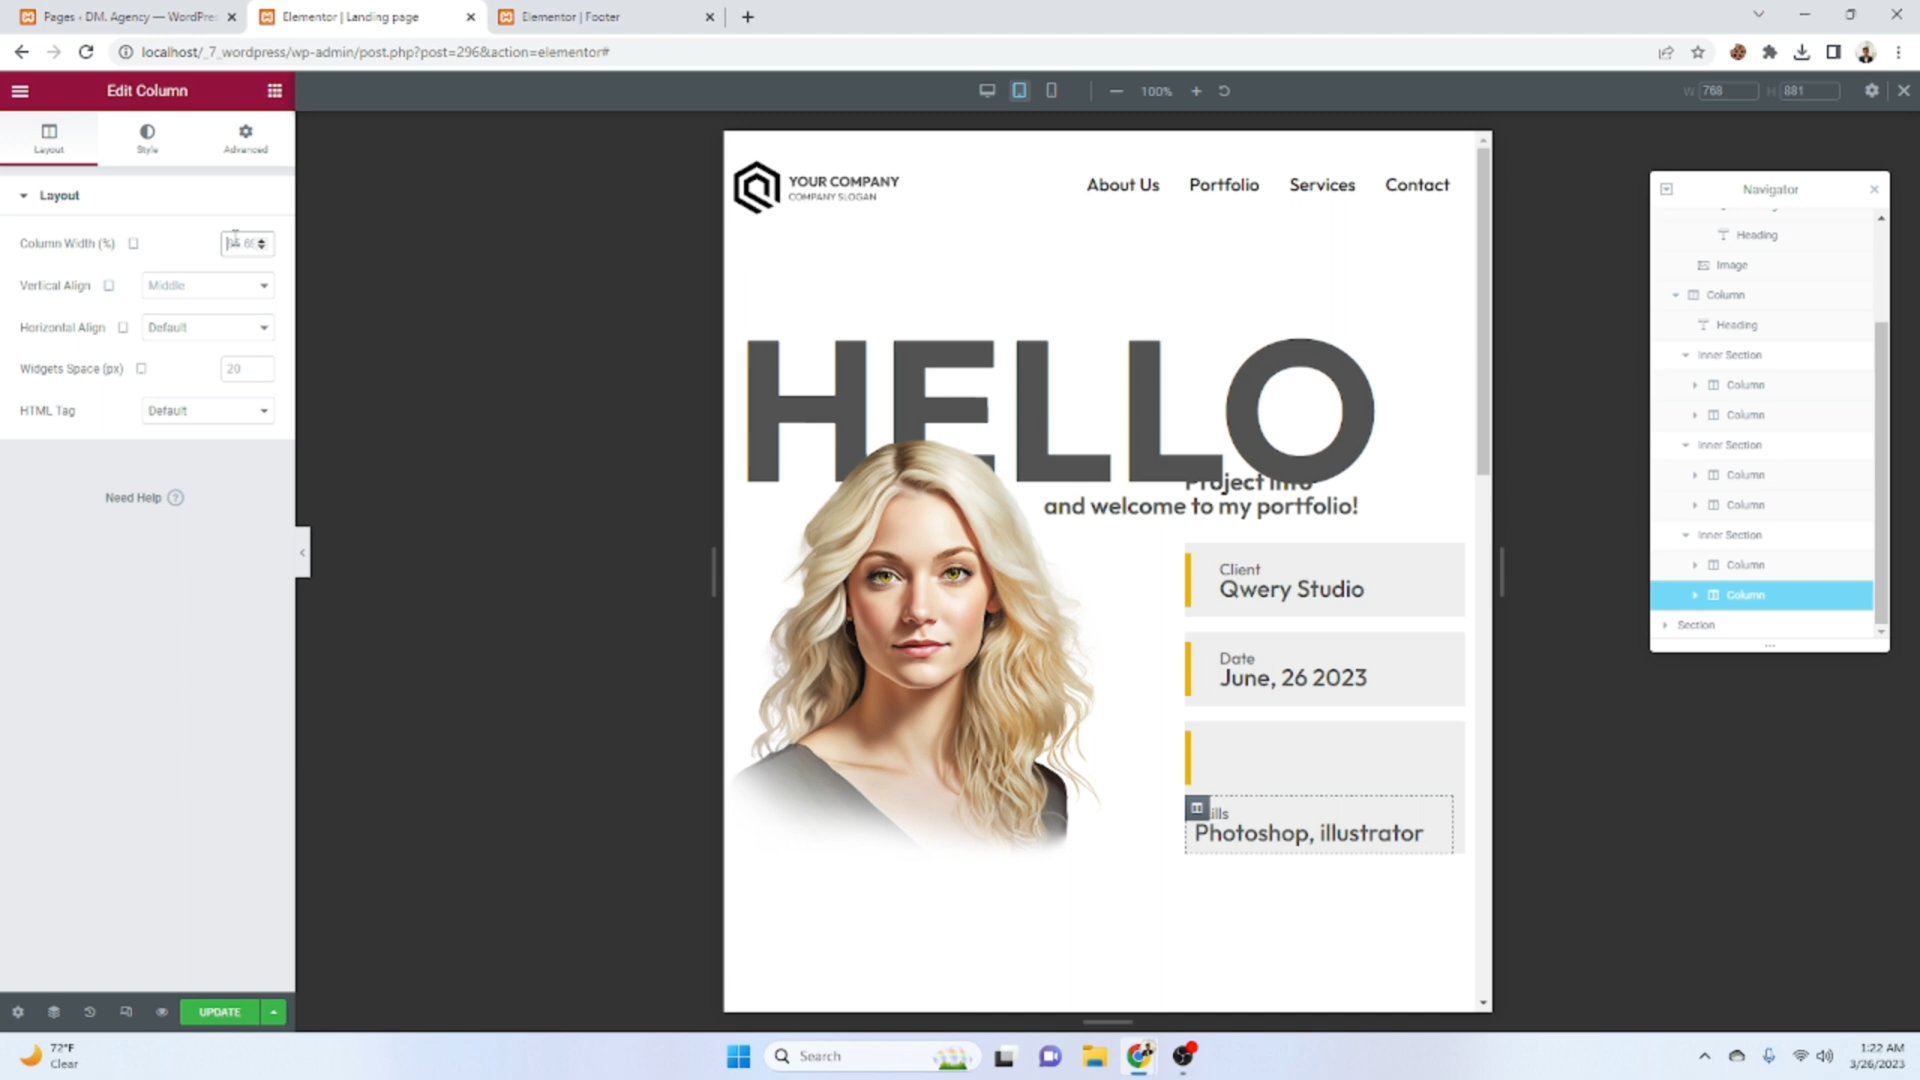 Pages ‹ DM. Agency — WordPre
Elementor | Landing page
Elementor | Footer
localhost/_7_wordpress/wp-admin/post.php?post=296&action=elementor#
Edit Column
100%
W 768
H 881
Layout
Style
Advanced
Layout
Column Width (%)
Vertical Align
Middle
Horizontal Align
Default
Widgets Space (px)
20
HTML Tag
Default
Need Help ?
UPDATE
YOUR COMPANY
COMPANY SLOGAN
About Us
Portfolio
Services
Contact
HELLO
Project Info
and welcome to my portfolio!
Client
Qwery Studio
Date
June, 26 2023
ills
Photoshop, illustrator
Navigator
Heading
Image
Column
Heading
Inner Section
Column
Column
Inner Section
Column
Column
Inner Section
Column
Column
Section
72°F
Clear
Search
1:22 AM
3/26/2023